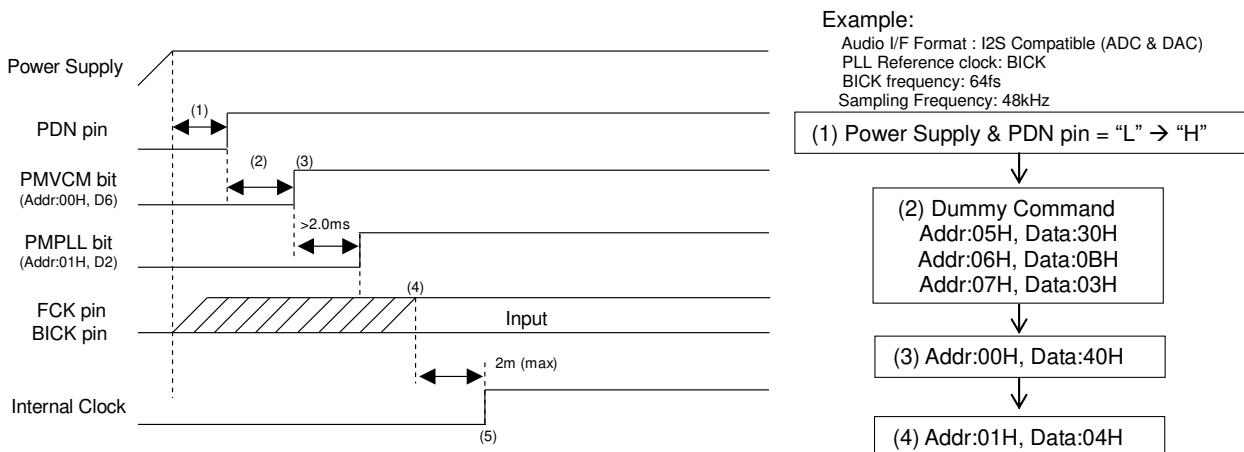 Power Supply
(1)
PDN pin
(2)
(3)
PMVCM bit
(Addr:00H, D6)
>2.0ms
PMPLL bit
(Addr:01H, D2)
(4)
FCK pin
BICK pin
Input
2m (max)
Internal Clock
(5)
Example:
Audio I/F Format : I2S Compatible (ADC & DAC)
PLL Reference clock: BICK
BICK frequency: 64fs
Sampling Frequency: 48kHz
(1) Power Supply & PDN pin = “L” → “H”
(2) Dummy Command
Addr:05H, Data:30H
Addr:06H, Data:0BH
Addr:07H, Data:03H
(3) Addr:00H, Data:40H
(4) Addr:01H, Data:04H